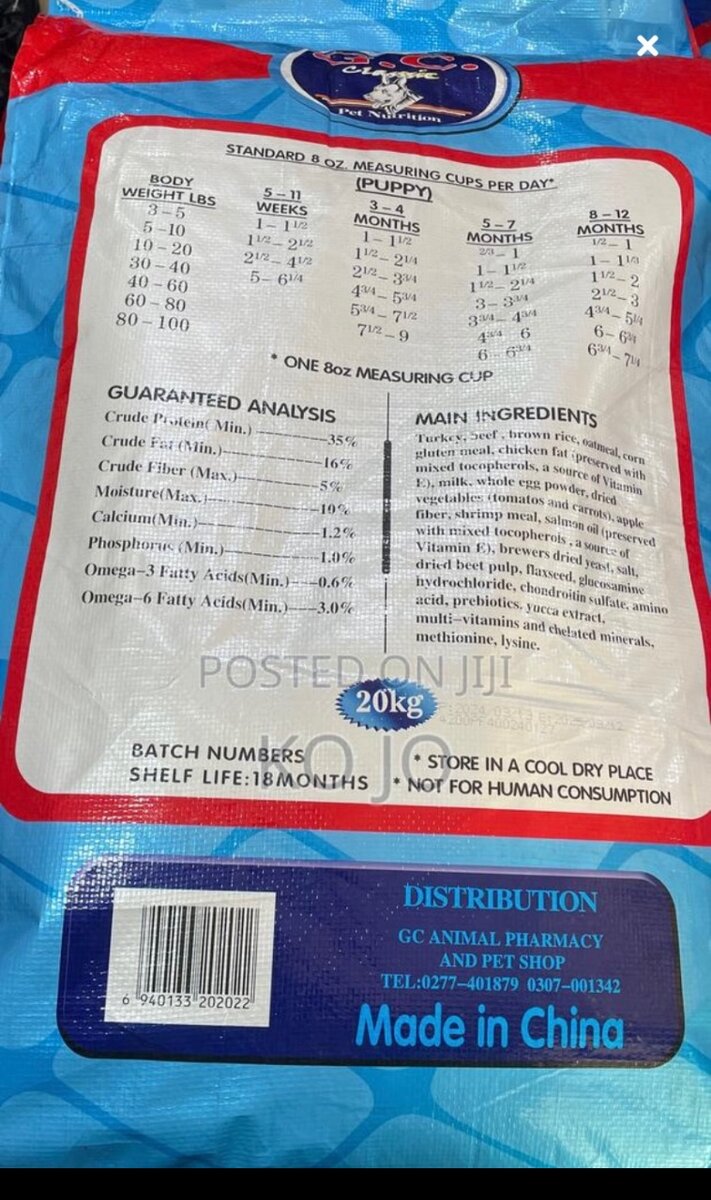 G.C.
Classic
Pet Nutrition
STANDARD 8 OZ. MEASURING CUPS PER DAY*
(PUPPY)
BODY WEIGHT LBS
3-5
5-10
10-20
30-40
40-60
60-80
80-100
5-11 WEEKS
1-1 1/2
1 1/2-2 1/2
2 1/2-4 1/2
5-6 1/4
3-4 MONTHS
1-1 1/2
1 1/2-2 1/4
2 1/2-3 3/4
4 3/4-5 3/4
5 3/4-7 1/2
7 1/2-9
5-7 MONTHS
2/3-1
1-1 1/2
1 1/2-2 1/4
3-3 3/4
3 3/4-4 3/4
4 3/4 6
6-6 3/4
8-12 MONTHS
1/2-1
1-1 1/3
1 1/2-2
2 1/2-3
4 3/4-5 1/4
6-6 3/4
6 3/4-7 1/4
* ONE 8oz MEASURING CUP
GUARANTEED ANALYSIS
Crude Protein(Min.)35%
Crude Fat (Min.)16%
Crude Fiber (Max.)5%
Moisture(Max.)10%
Calcium(Min.)1.2%
Phosphorus (Min.)1.0%
Omega-3 Fatty Acids(Min.)0.6%
Omega-6 Fatty Acids(Min.)3.0%
MAIN INGREDIENTS
Turkey, beef, brown rice, oatmeal, corn
gluten meal, chicken fat (preserved with
mixed tocopherols, a source of Vitamin
E), milk, whole egg powder, dried
vegetables (tomatos and carrots), apple
fiber, shrimp meal, salmon oil (preserved
with mixed tocopherols, a source of
Vitamin E), brewers dried yeast, salt,
dried beet pulp, flaxseed, glucosamine
hydrochloride, chondroitin sulfate, amino
acid, prebiotics, yucca extract,
multi-vitamins and chelated minerals,
methionine, lysine.
POSTED ON JIJI
20kg
KOJO
BATCH NUMBERS
SHELF LIFE:18MONTHS
* STORE IN A COOL DRY PLACE
* NOT FOR HUMAN CONSUMPTION
6 940133 202022
DISTRIBUTION
GC ANIMAL PHARMACY
AND PET SHOP
TEL:0277-401879 0307-001342
Made in China